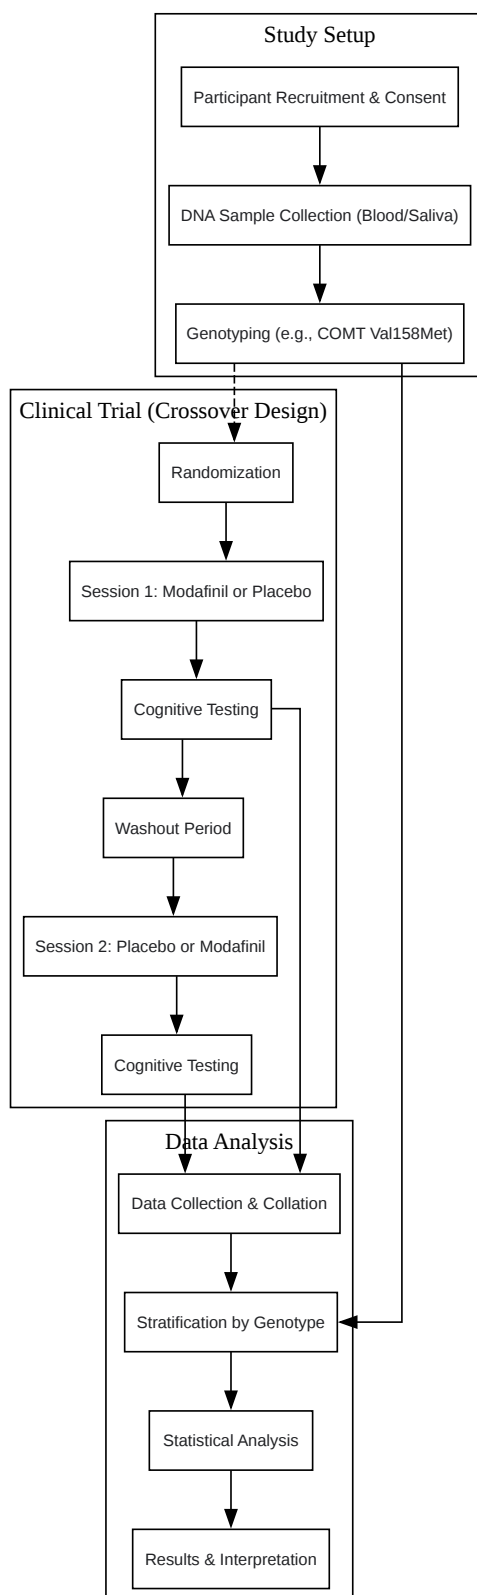 Study Setup
Participant Recruitment & Consent
DNA Sample Collection (Blood/Saliva)
Genotyping (e.g., COMT Val158Met)
Clinical Trial (Crossover Design)
Randomization
Session 1: Modafinil or Placebo
Cognitive Testing
Washout Period
Session 2: Placebo or Modafinil
Cognitive Testing
Data Analysis
Data Collection & Collation
Stratification by Genotype
Statistical Analysis
Results & Interpretation